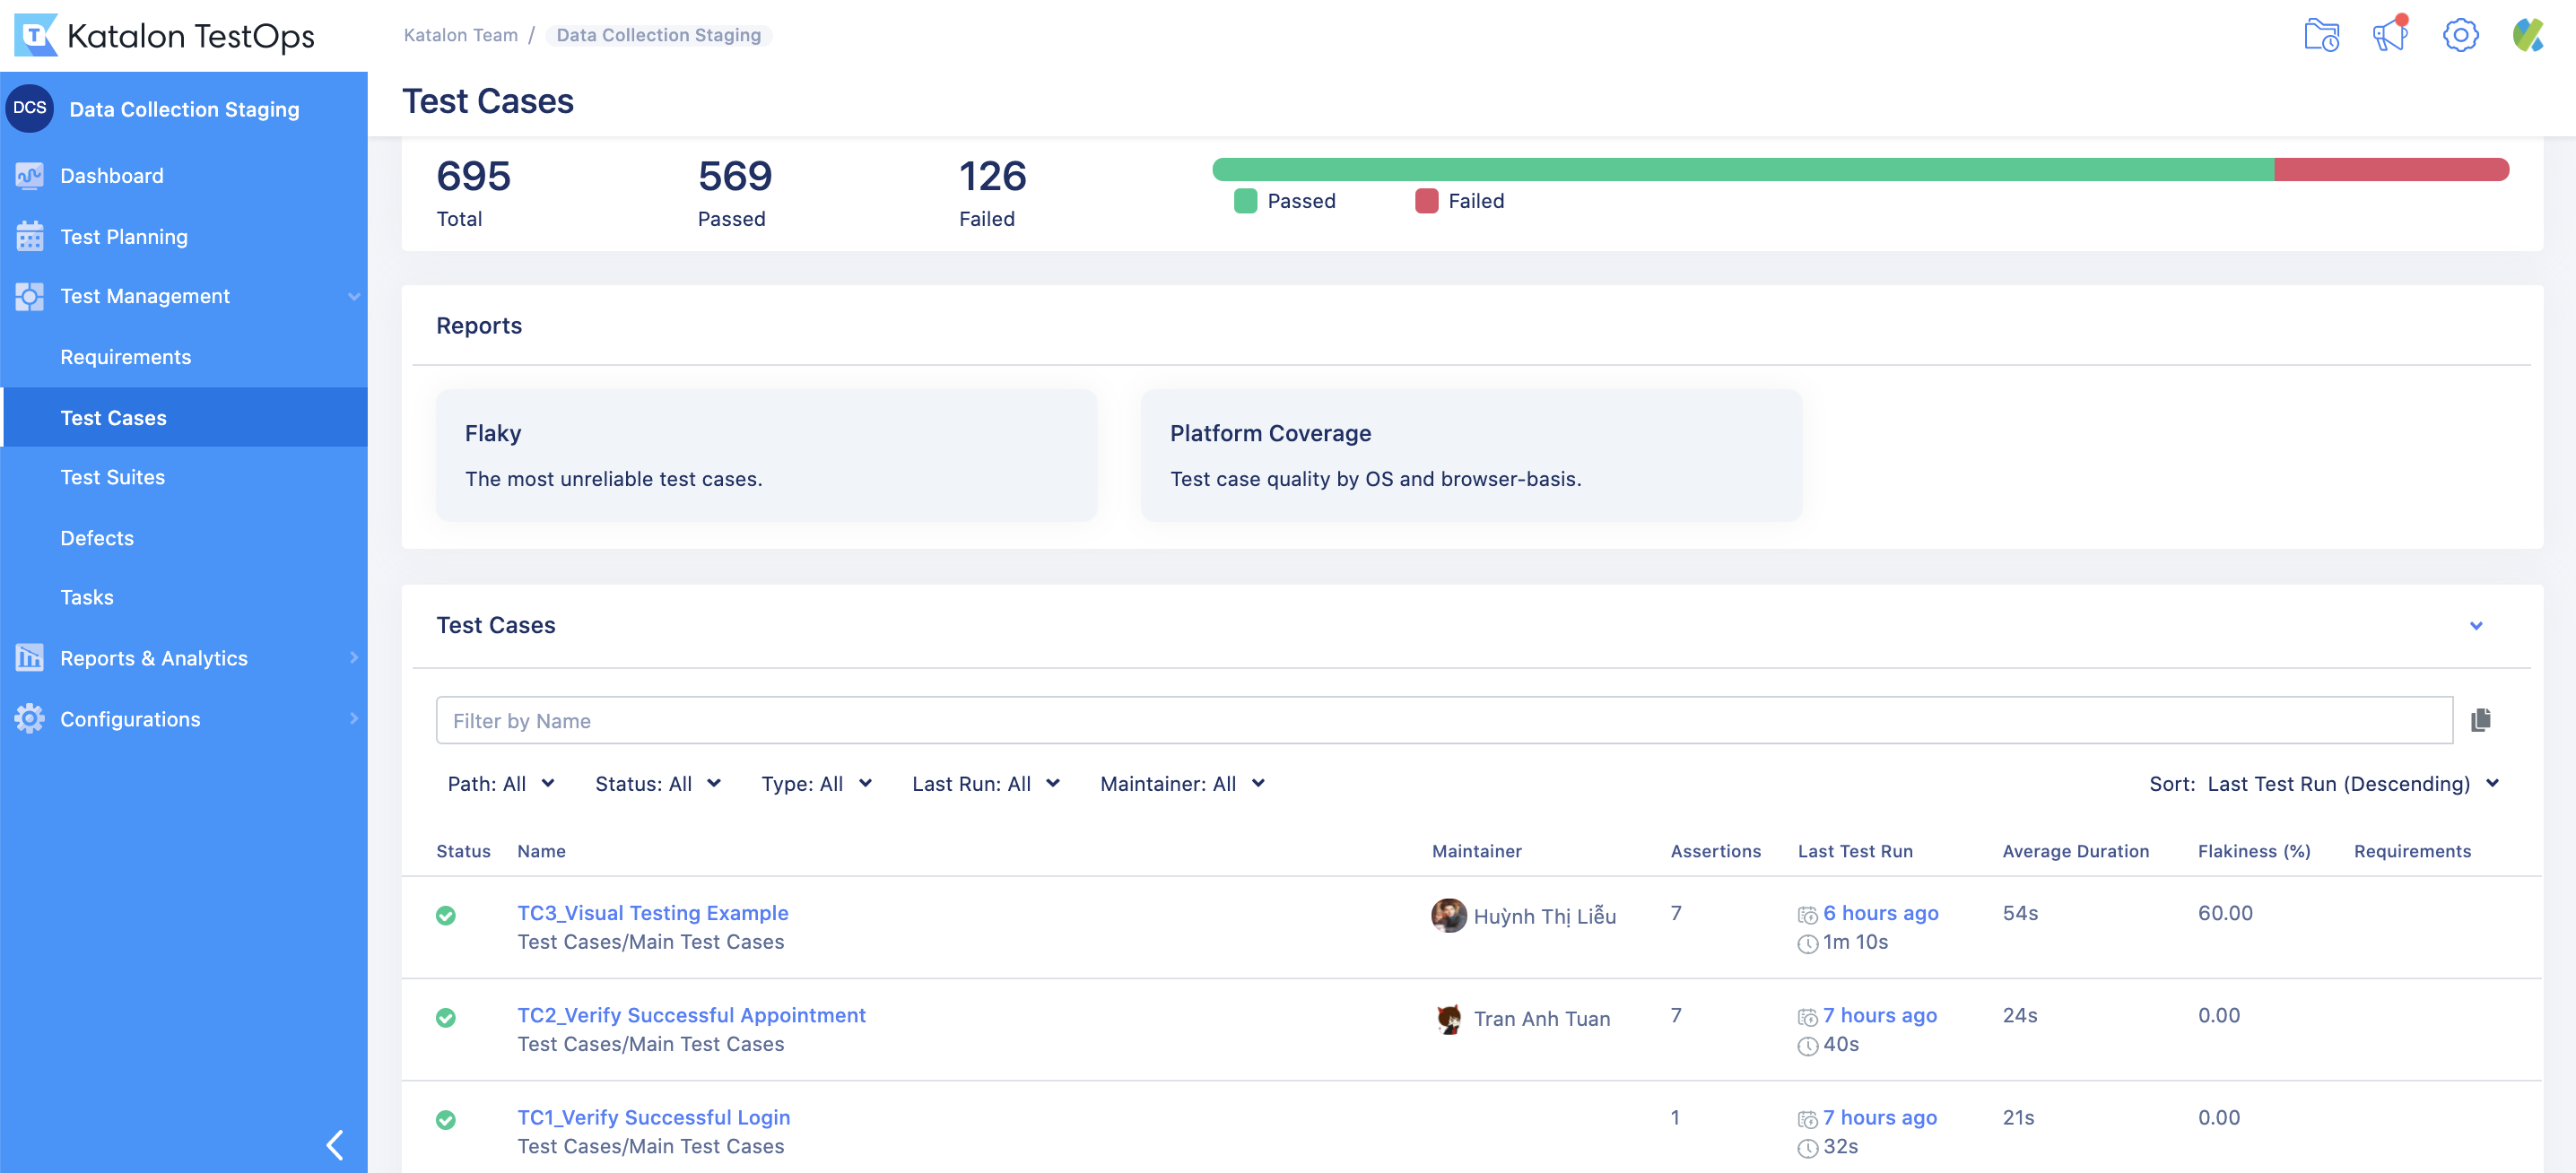 Katalon TestOps
Katalon Team / Data Collection Staging
DCS Data Collection Staging
Dashboard
Test Planning
Test Management
Requirements
Test Cases
Test Suites
Defects
Tasks
Reports & Analytics
Configurations
Test Cases
695 569 126
Total Passed Failed
Passed Failed
Reports
Flaky
The most unreliable test cases.
Platform Coverage
Test case quality by OS and browser-basis.
Test Cases
Filter by Name
Path: All Status: All Type: All Last Run: All Maintainer: All Sort: Last Test Run (Descending)
Status Name Maintainer Assertions Last Test Run Average Duration Flakiness (%) Requirements
TC3_Visual Testing Example Huỳnh Thị Liễu 7 6 hours ago 54s 60.00
Test Cases/Main Test Cases 1m 10s
TC2_Verify Successful Appointment Tran Anh Tuan 7 7 hours ago 24s 0.00
Test Cases/Main Test Cases 40s
TC1_Verify Successful Login 1 7 hours ago 21s 0.00
Test Cases/Main Test Cases 32s